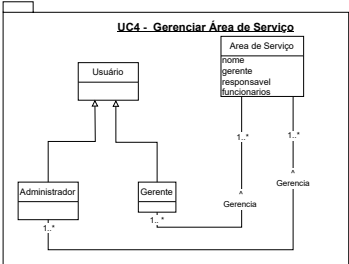 UC4 - Gerenciar Área de Serviço
Area de Serviço
nome
gerente
responsavel
funcionarios
Usuário
1..*
1..*
^
Gerencia
^
Gerencia
Administrador
Gerente
1..*
1.. *